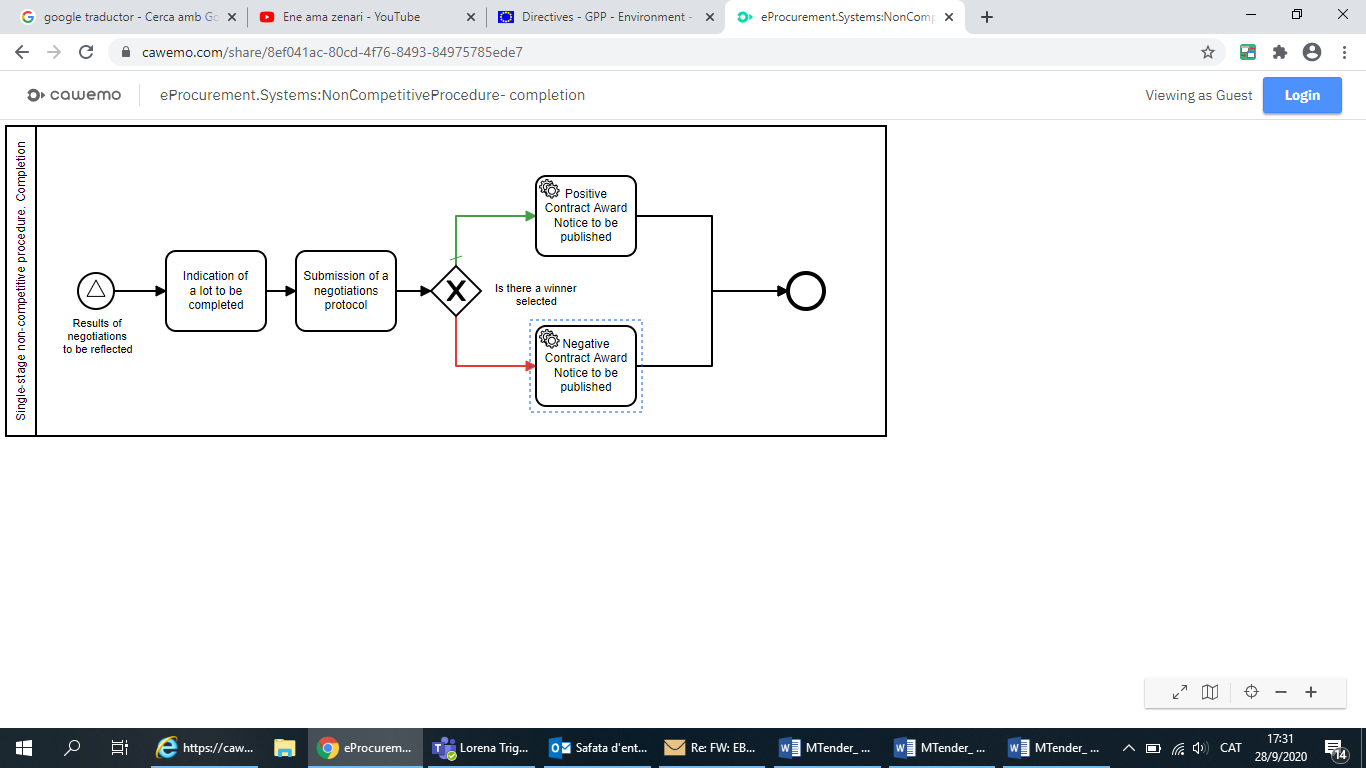 google traductor - Cerca amb Go
Ene ama zenari - YouTube
Directives - GPP - Environment -
eProcurement.Systems:NonComp
cawemo.com/share/8ef041ac-80cd-4f76-8493-84975785ede7
cawemo
eProcurement.Systems:NonCompetitiveProcedure- completion
Viewing as Guest
Login
Single-stage non-competitive procedure. Completion
Results of
negotiations
to be reflected
Indication of
a lot to be
completed
Submission of a
negotiations
protocol
X
Is there a winner
selected
Positive
Contract Award
Notice to be
published
Negative
Contract Award
Notice to be
published
https://caw...
eProcurem...
Lorena Trig...
Safata d'ent...
Re: FW: EB...
MTender_ ...
MTender_ ...
MTender_ ...
CAT
17:31
28/9/2020
14